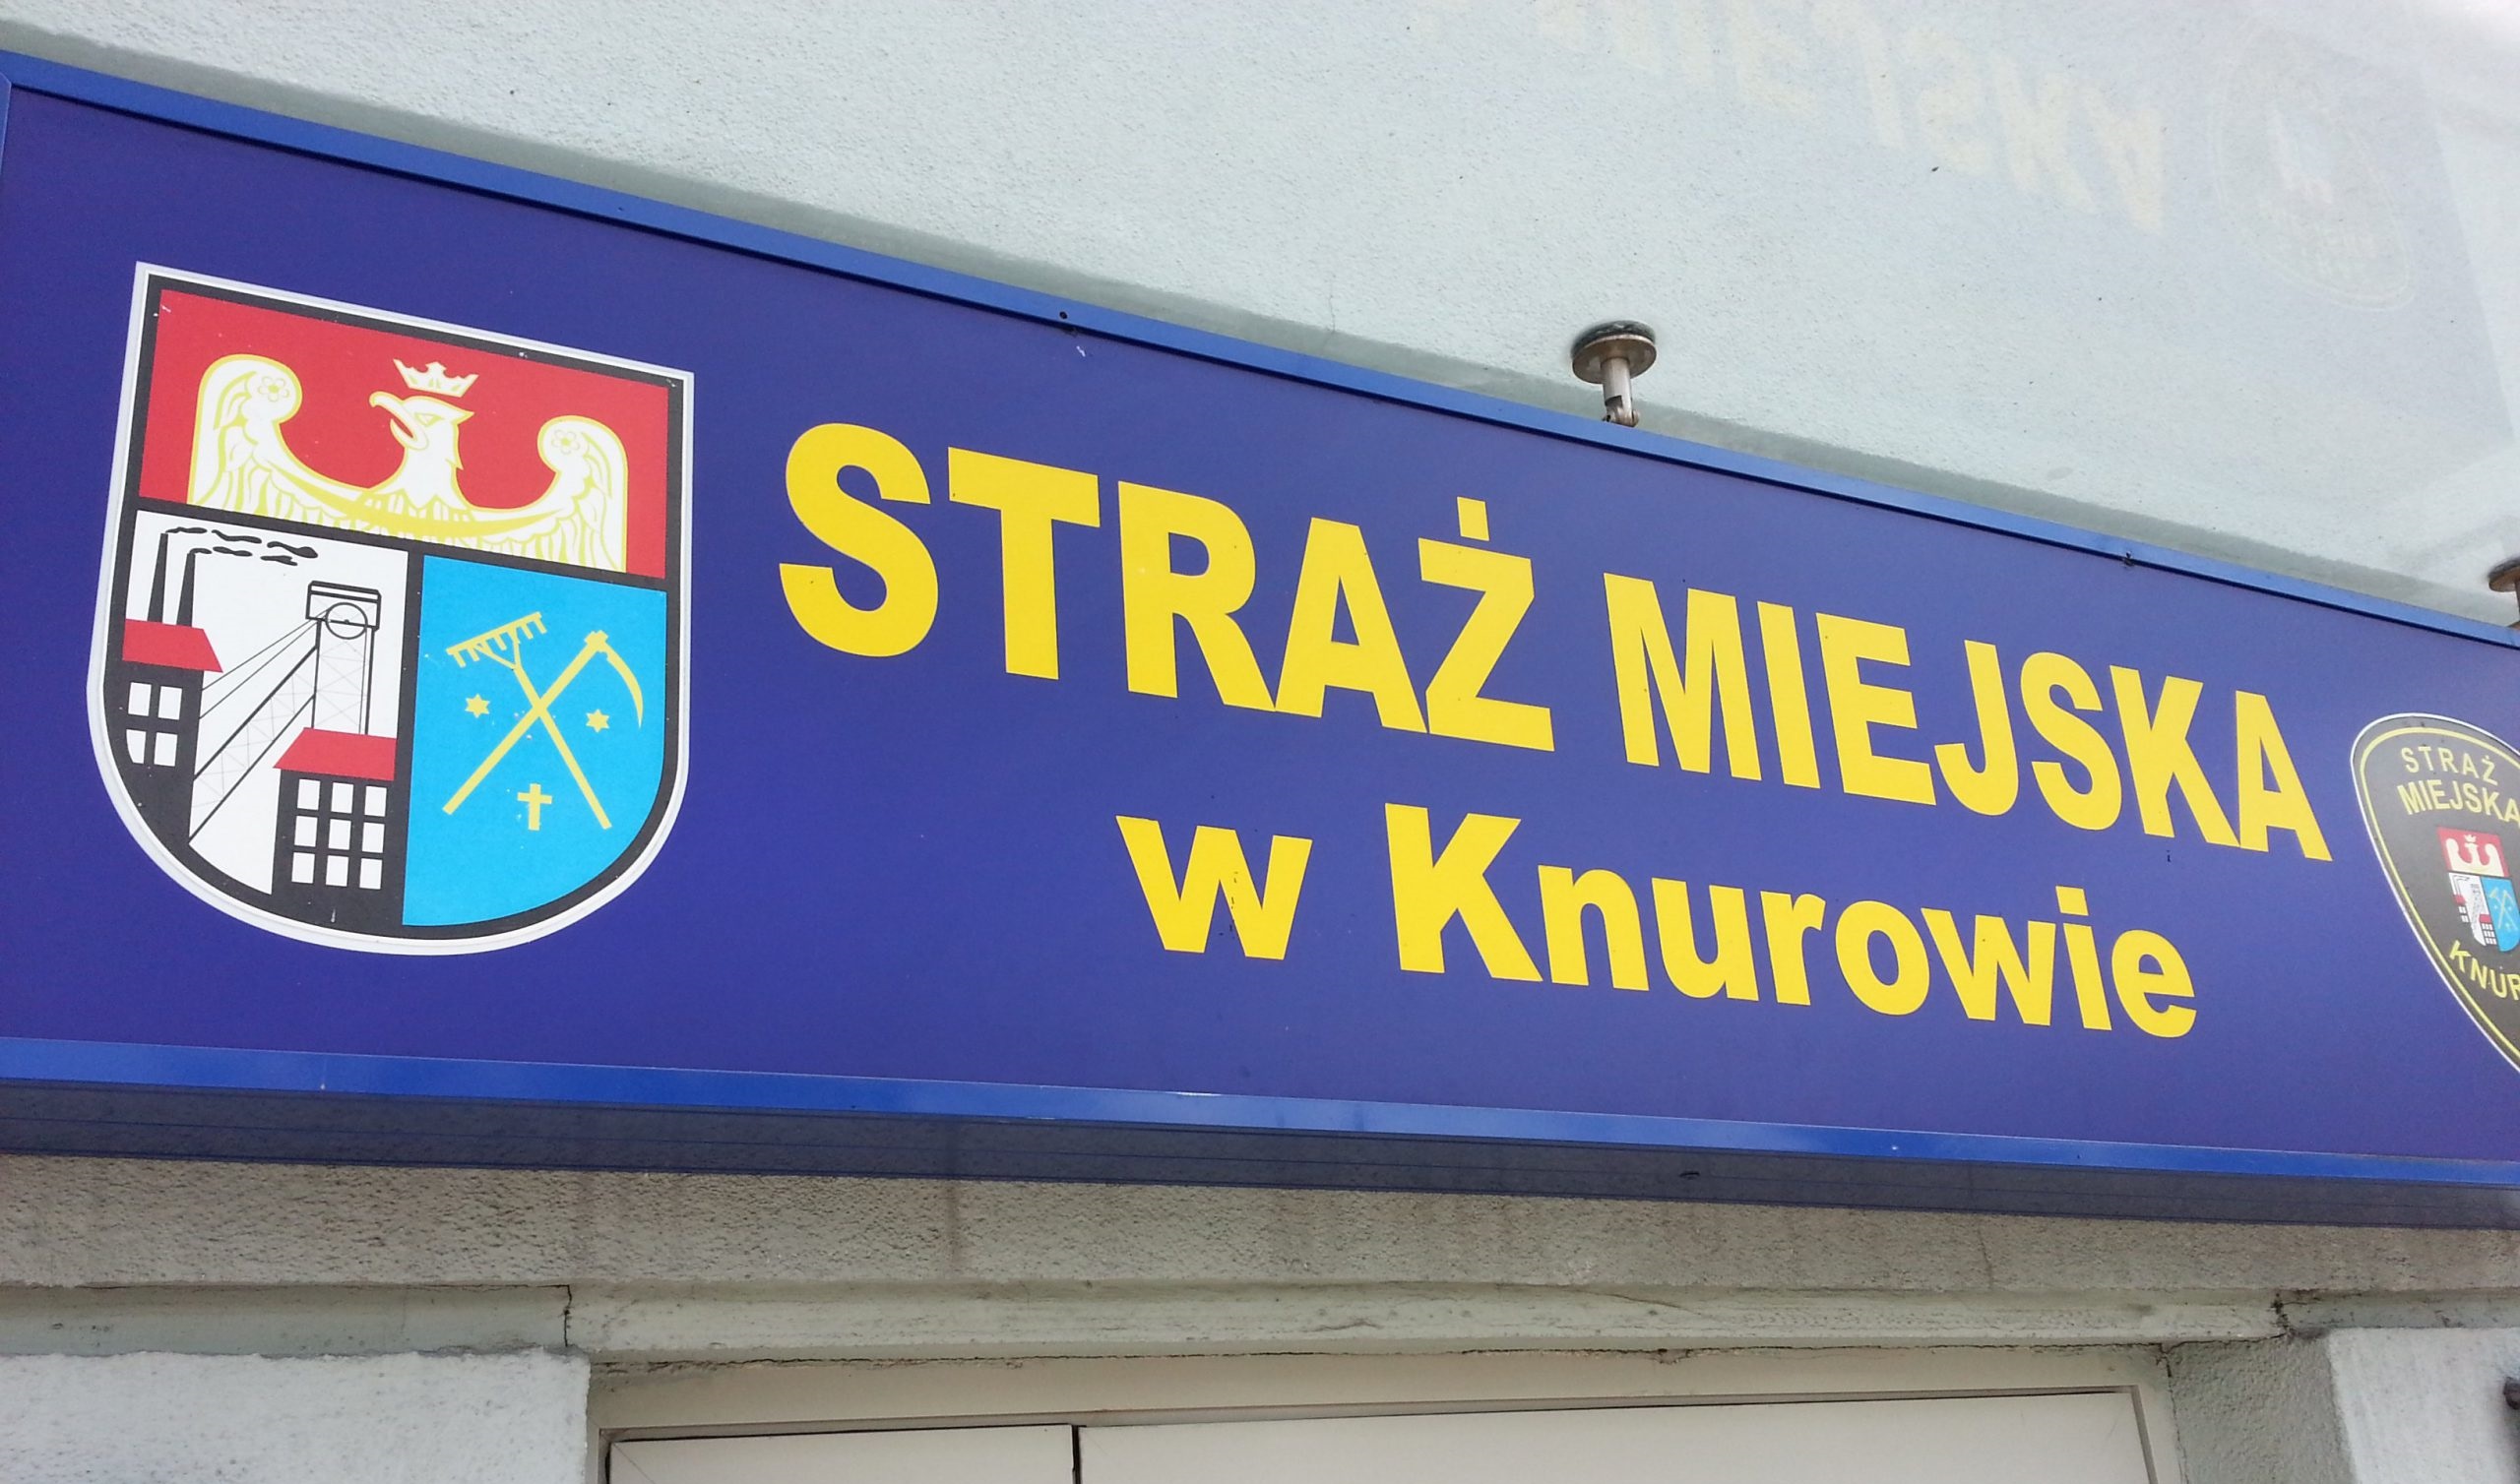 STRAŻ MIEJSKA
w Knurowie
STRAŻ
MIEJSKA